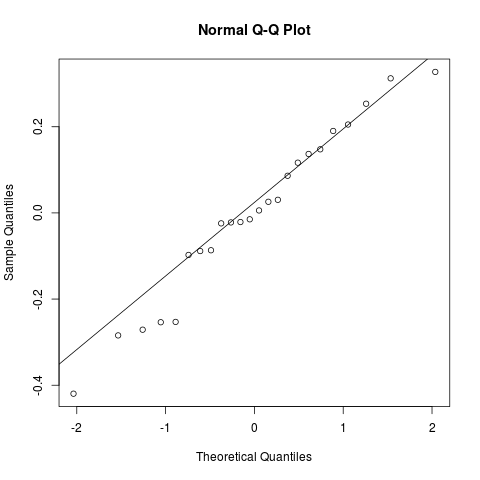 Normal Q-Q Plot
Sample Quantiles
0.2
0.0
-0.2
-0.4
-2 -1 0 1 2
Theoretical Quantiles